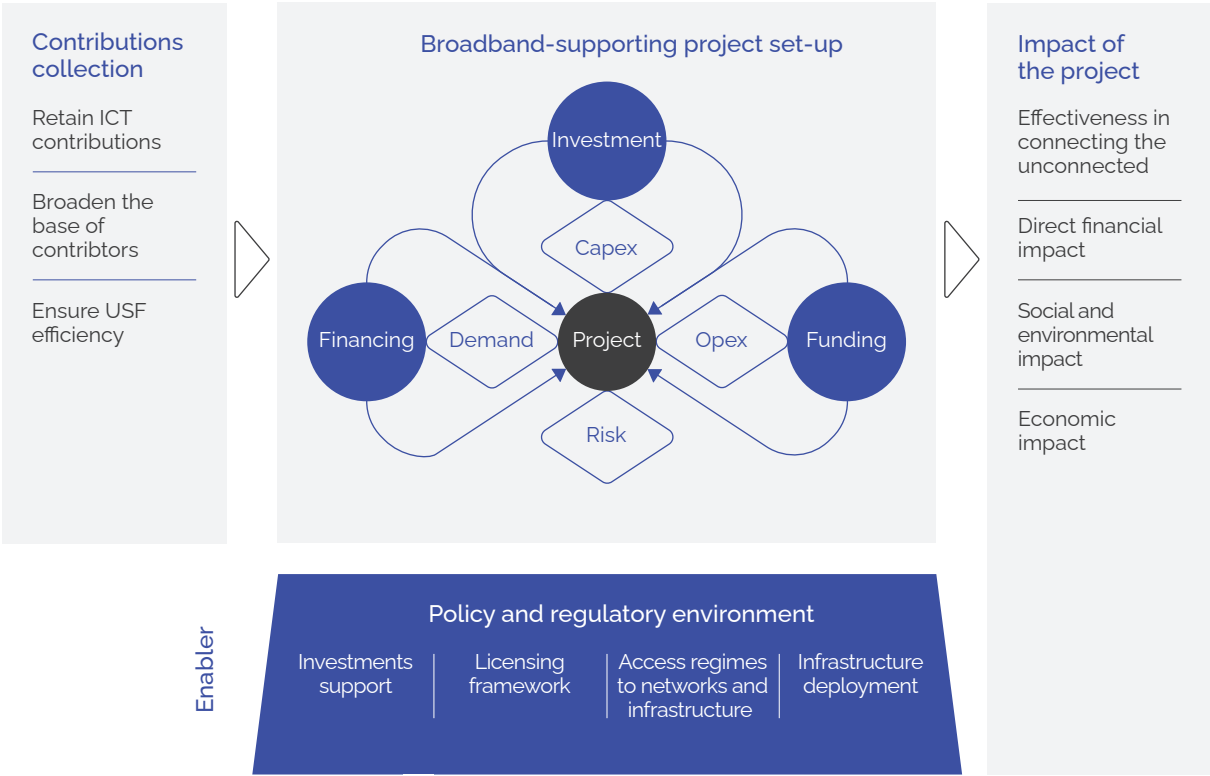 Contributions
collection
Retain ICT
contributions
Broaden the
base of
contribtors
Ensure USF
efficiency
Broadband-supporting project set-up
Investment
Capex
Financing
Demand
Project
Opex
Funding
Risk
Impact of
the project
Effectiveness in
connecting the
unconnected
Direct financial
impact
Social and
environmental
impact
Economic
impact
Enabler
Policy and regulatory environment
Investments
support
Licensing
framework
Access regimes
to networks and
infrastructure
Infrastructure
deployment